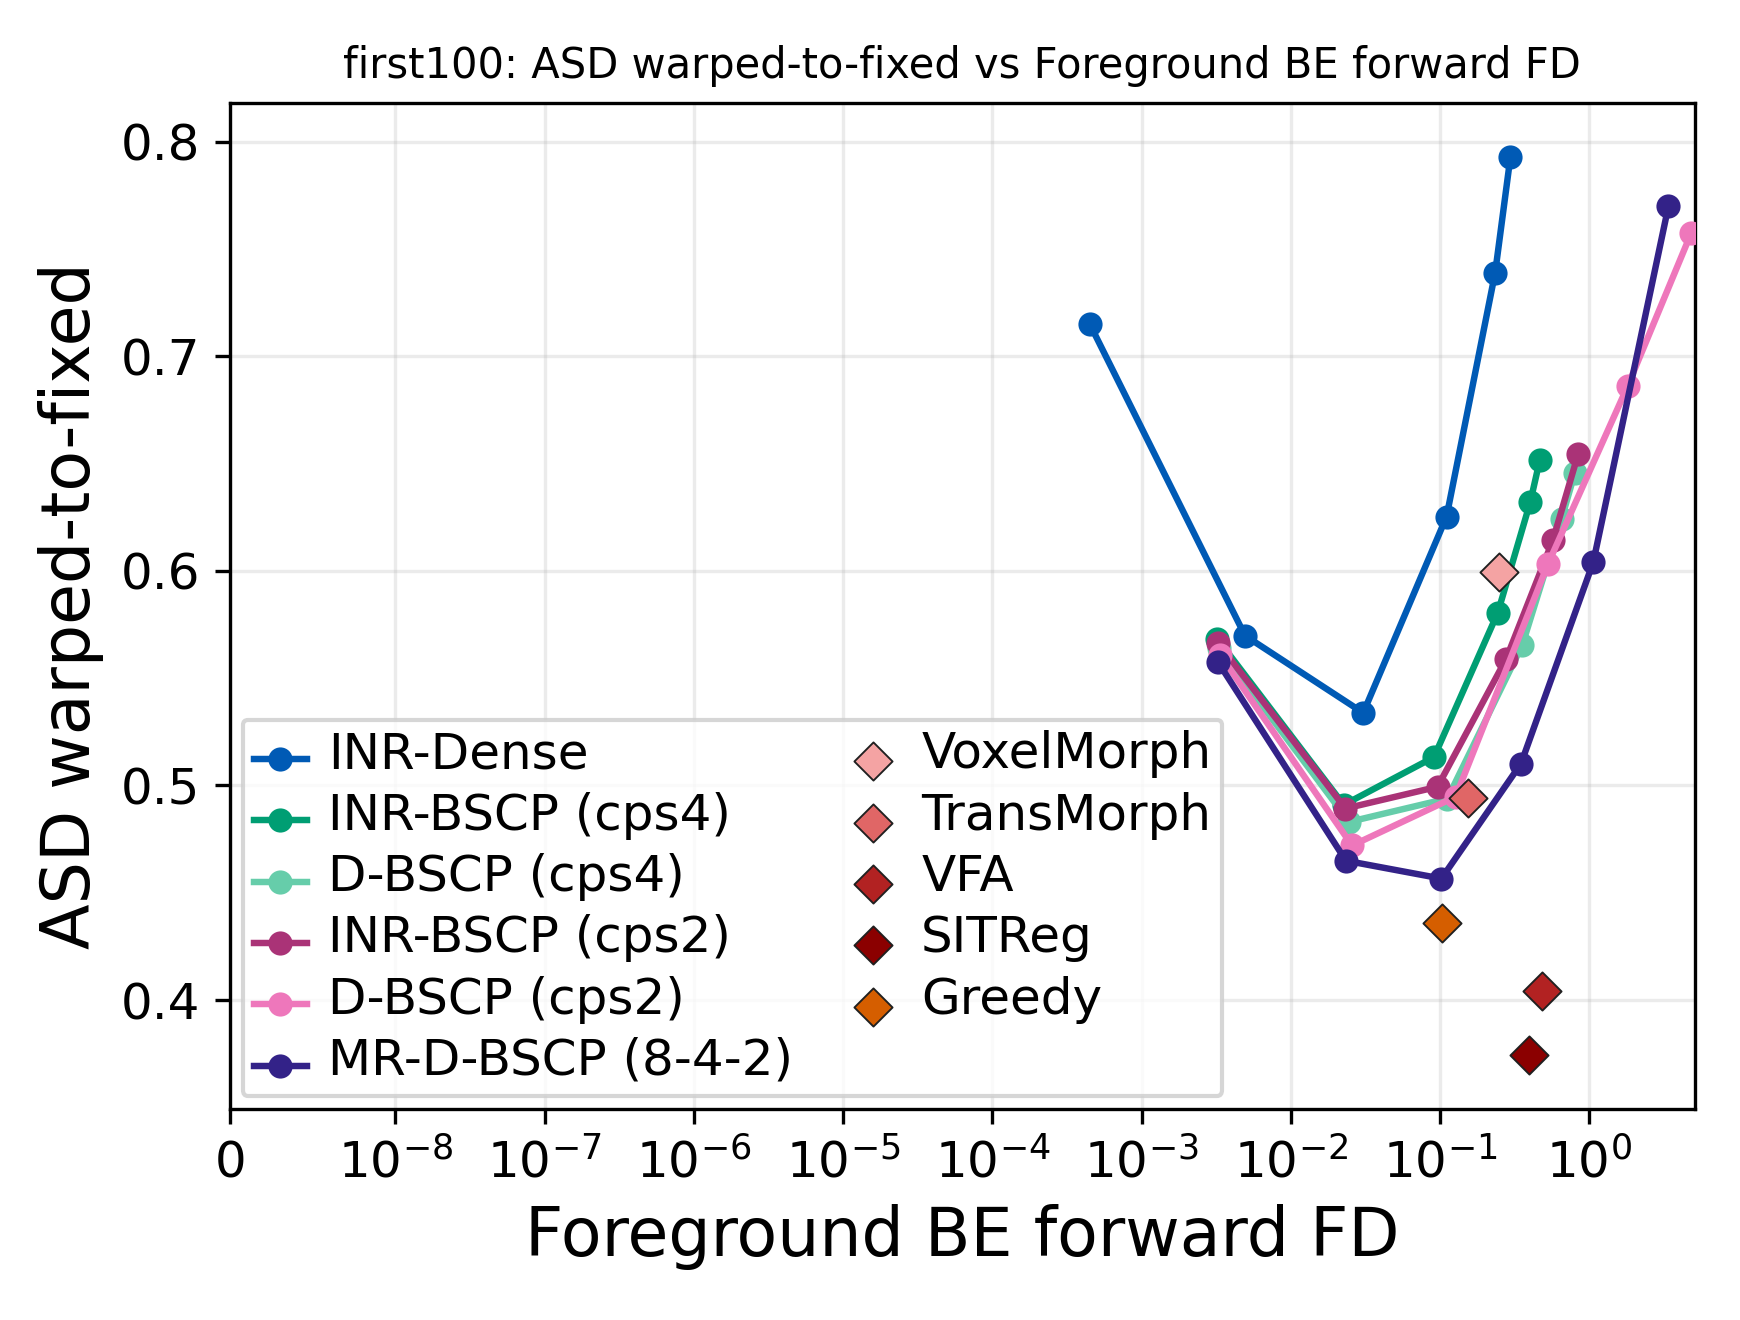 first100: ASD warped-to-fixed vs Foreground BE forward FD
ASD warped-to-fixed
0.8
0.7
0.6
0.5
0.4
INR-Dense
INR-BSCP (cps4)
D-BSCP (cps4)
INR-BSCP (cps2)
D-BSCP (cps2)
MR-D-BSCP (8-4-2)
VoxelMorph
TransMorph
VFA
SITReg
Greedy
0 10⁻⁸ 10⁻⁷ 10⁻⁶ 10⁻⁵ 10⁻⁴ 10⁻³ 10⁻² 10⁻¹ 10⁰
Foreground BE forward FD